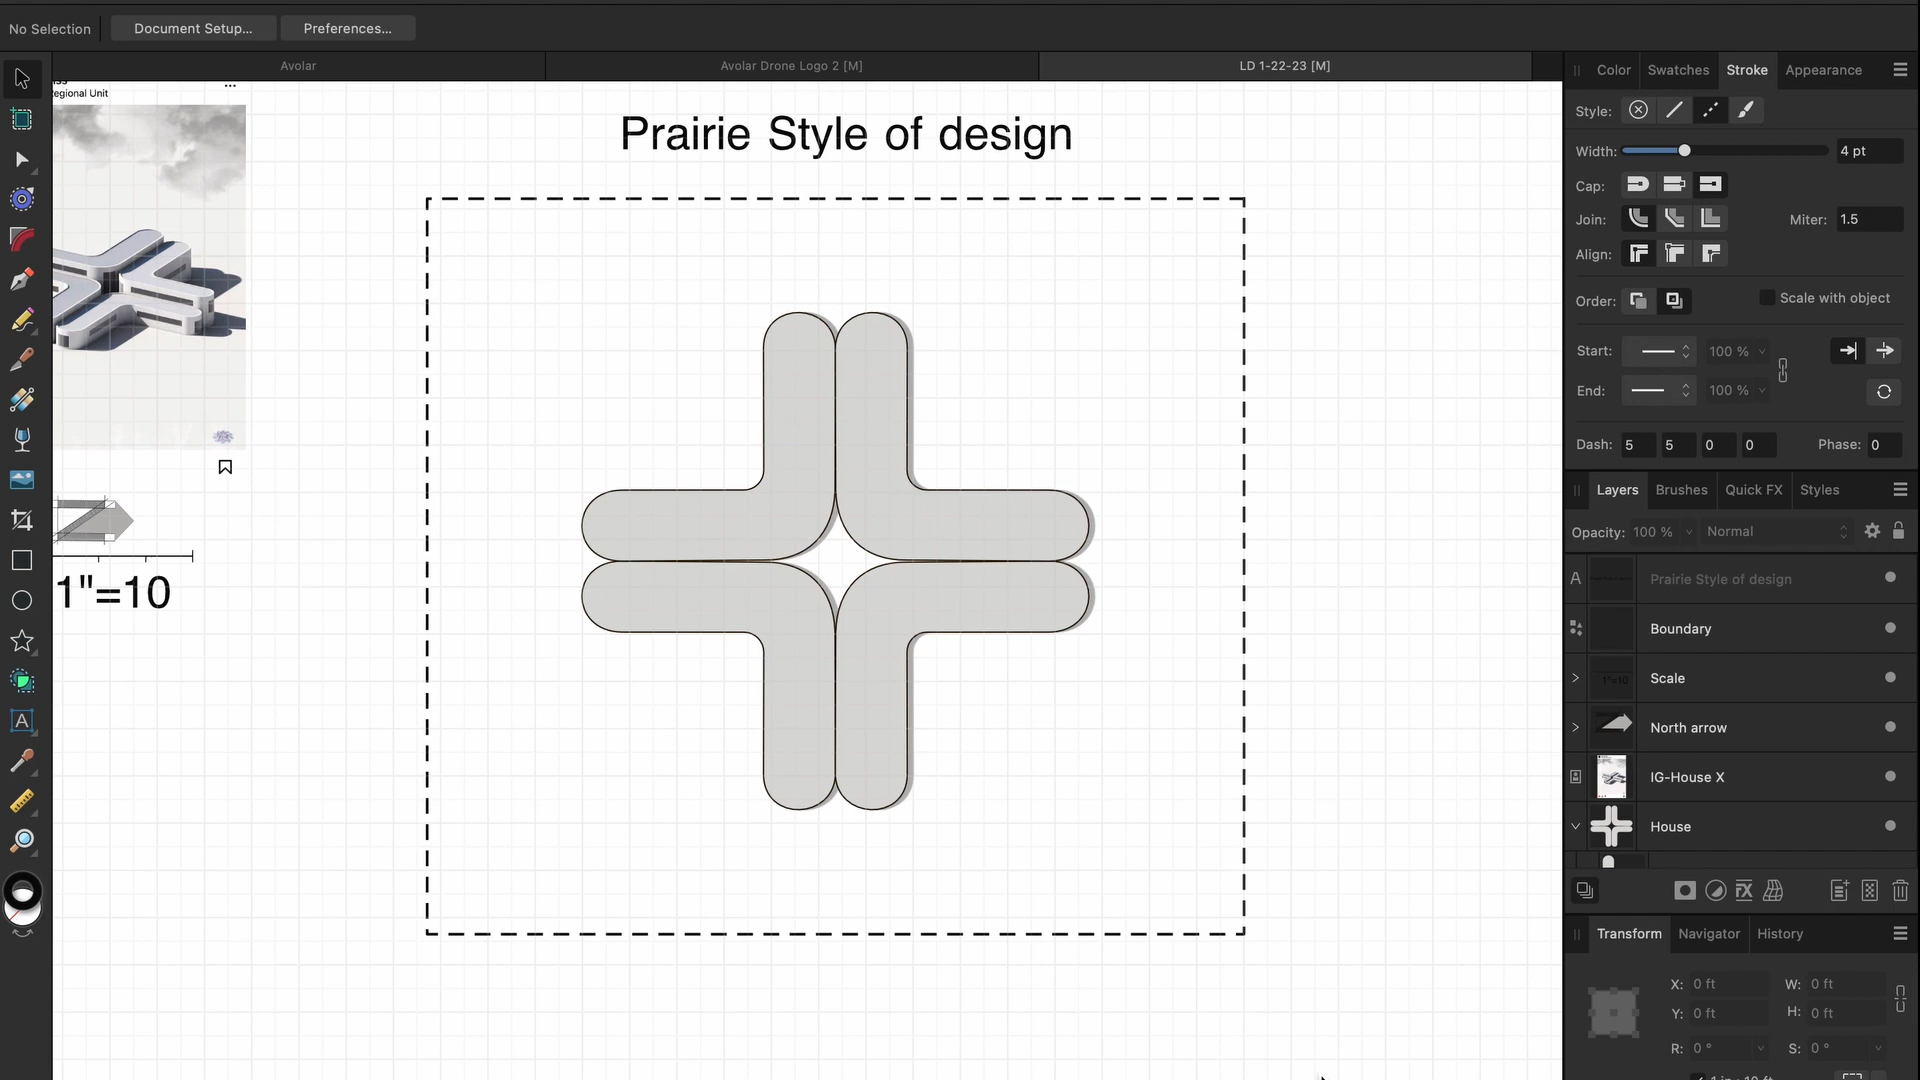 No Selection
Document Setup...
Preferences...
Avolar
Avolar Drone Logo 2 [M]
LD 1-22-23 [M]
egional Unit
...
Prairie Style of design
1"=10
Color
Swatches
Stroke
Appearance
Style:
Width:
4 pt
Cap:
Join:
Miter:
1.5
Align:
Order:
Scale with object
Start:
100 %
End:
100 %
Dash:
5
5
0
0
Phase:
0
Layers
Brushes
Quick FX
Styles
Opacity:
100 %
Normal
A
Prairie Style of design
Boundary
1"=10
Scale
North arrow
IG-House X
House
FX
Transform
Navigator
History
X:
0 ft
W:
0 ft
Y:
0 ft
H:
0 ft
R:
0 °
S:
0 °
A